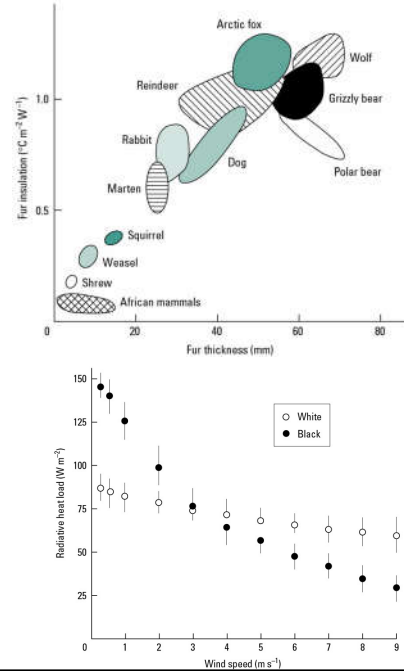 Arctic fox
Wolf
Reindeer
1.0
Grizzly bear
Fur insulation (°C m⁻² W⁻¹)
Rabbit
Dog
Polar bear
Marten
0.5
Squirrel
Weasel
Shrew
African mammals
0 20 40 60 80
Fur thickness (mm)
150
White
Black
125
100
Radiative heat load (W m⁻²)
75
50
25
0 1 2 3 4 5 6 7 8 9
Wind speed (m s⁻¹)